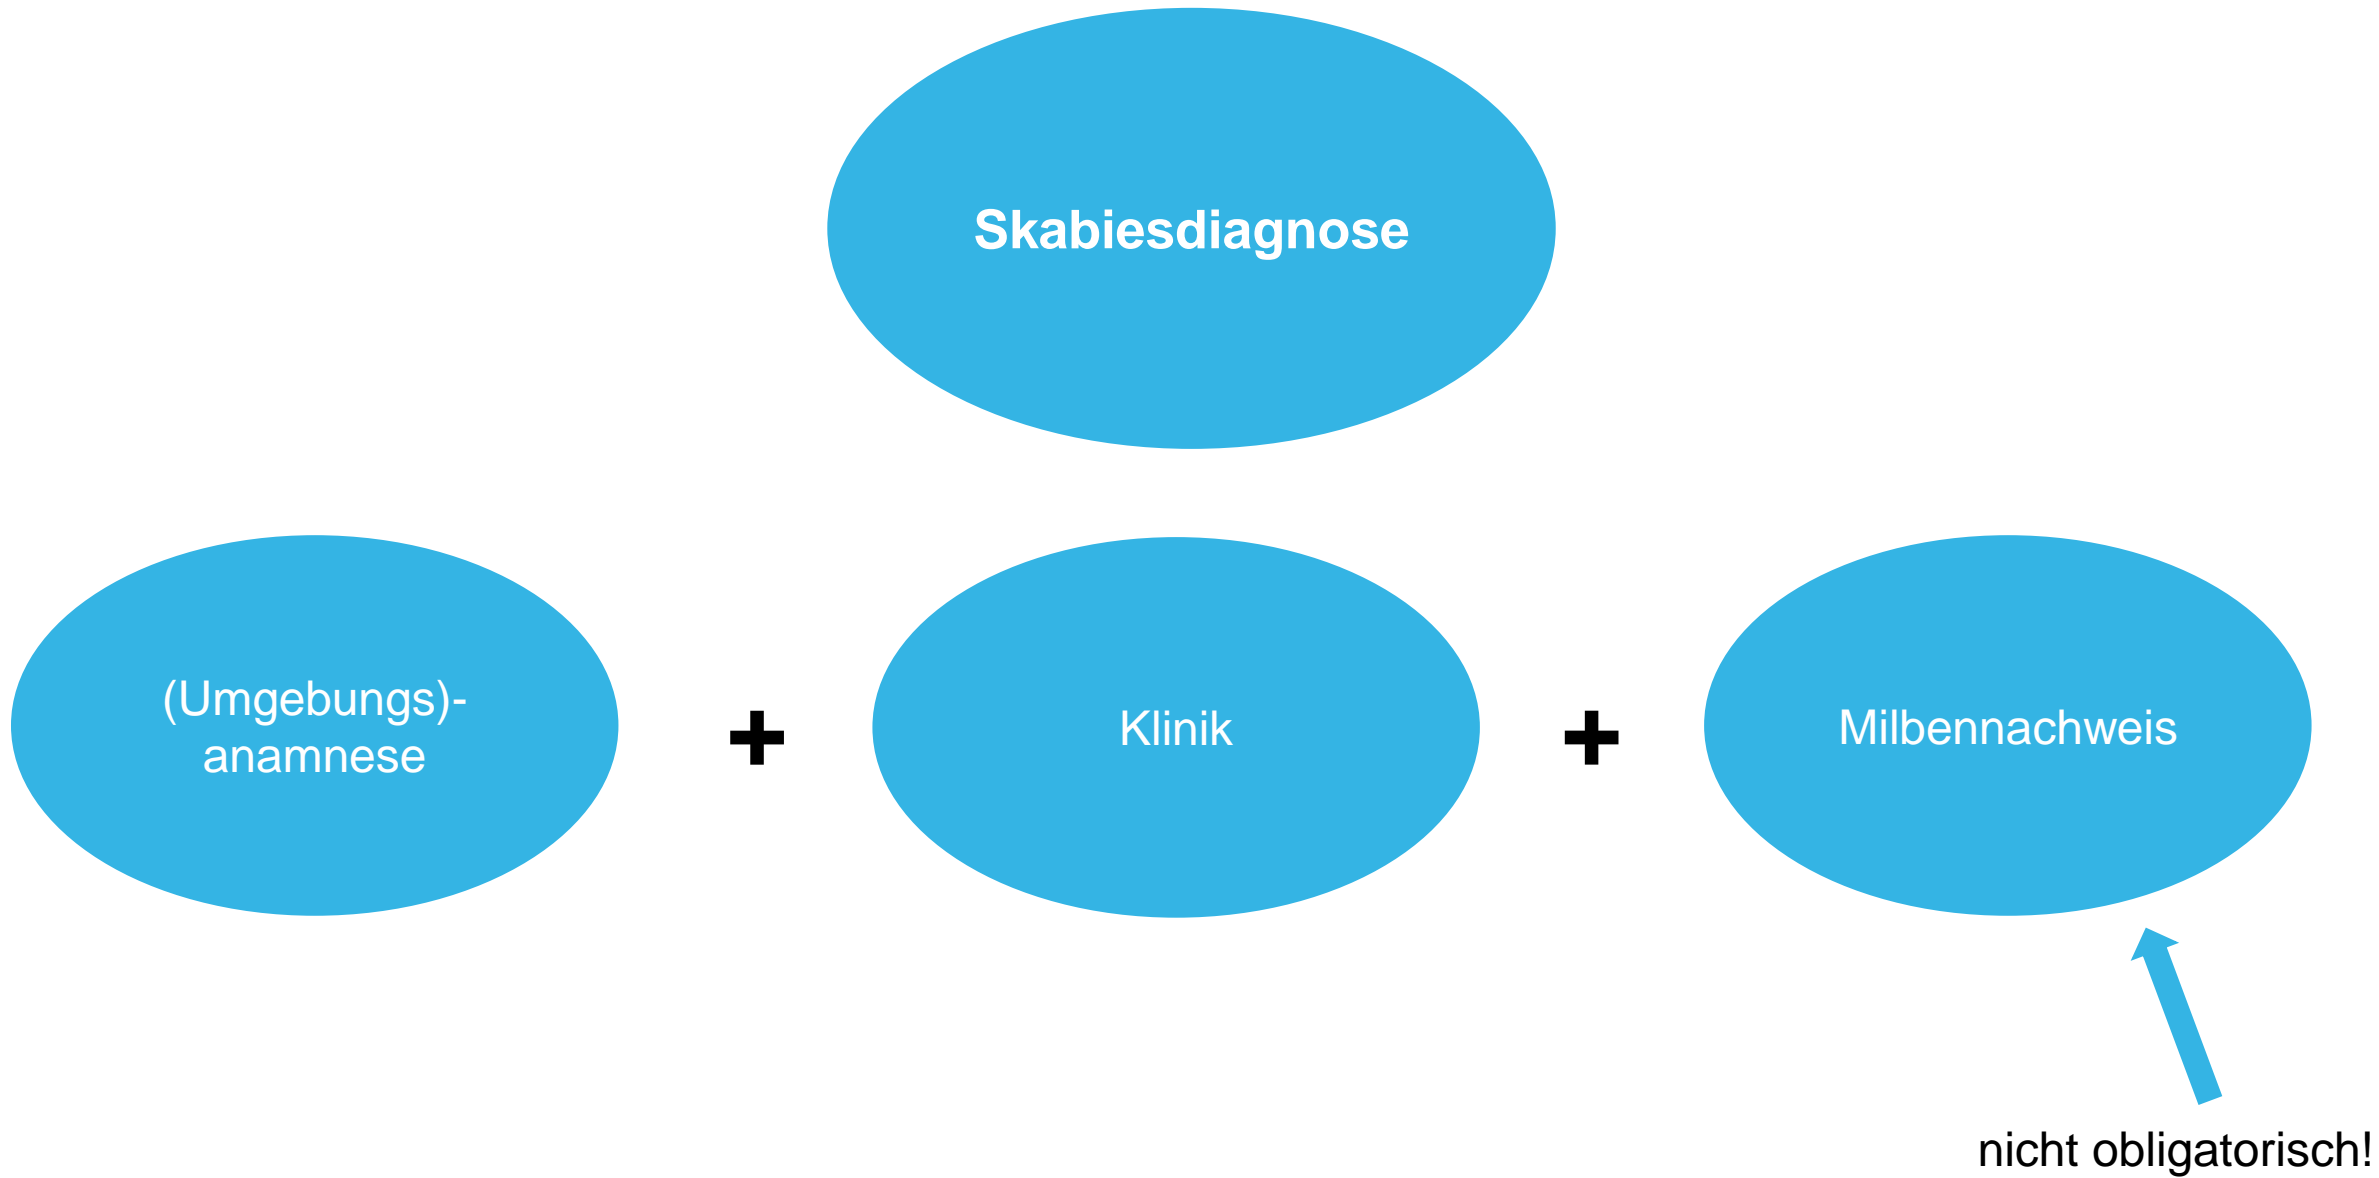 Skabiesdiagnose
(Umgebungs)-
anamnese
+
Klinik
+
Milbennachweis
nicht obligatorisch!